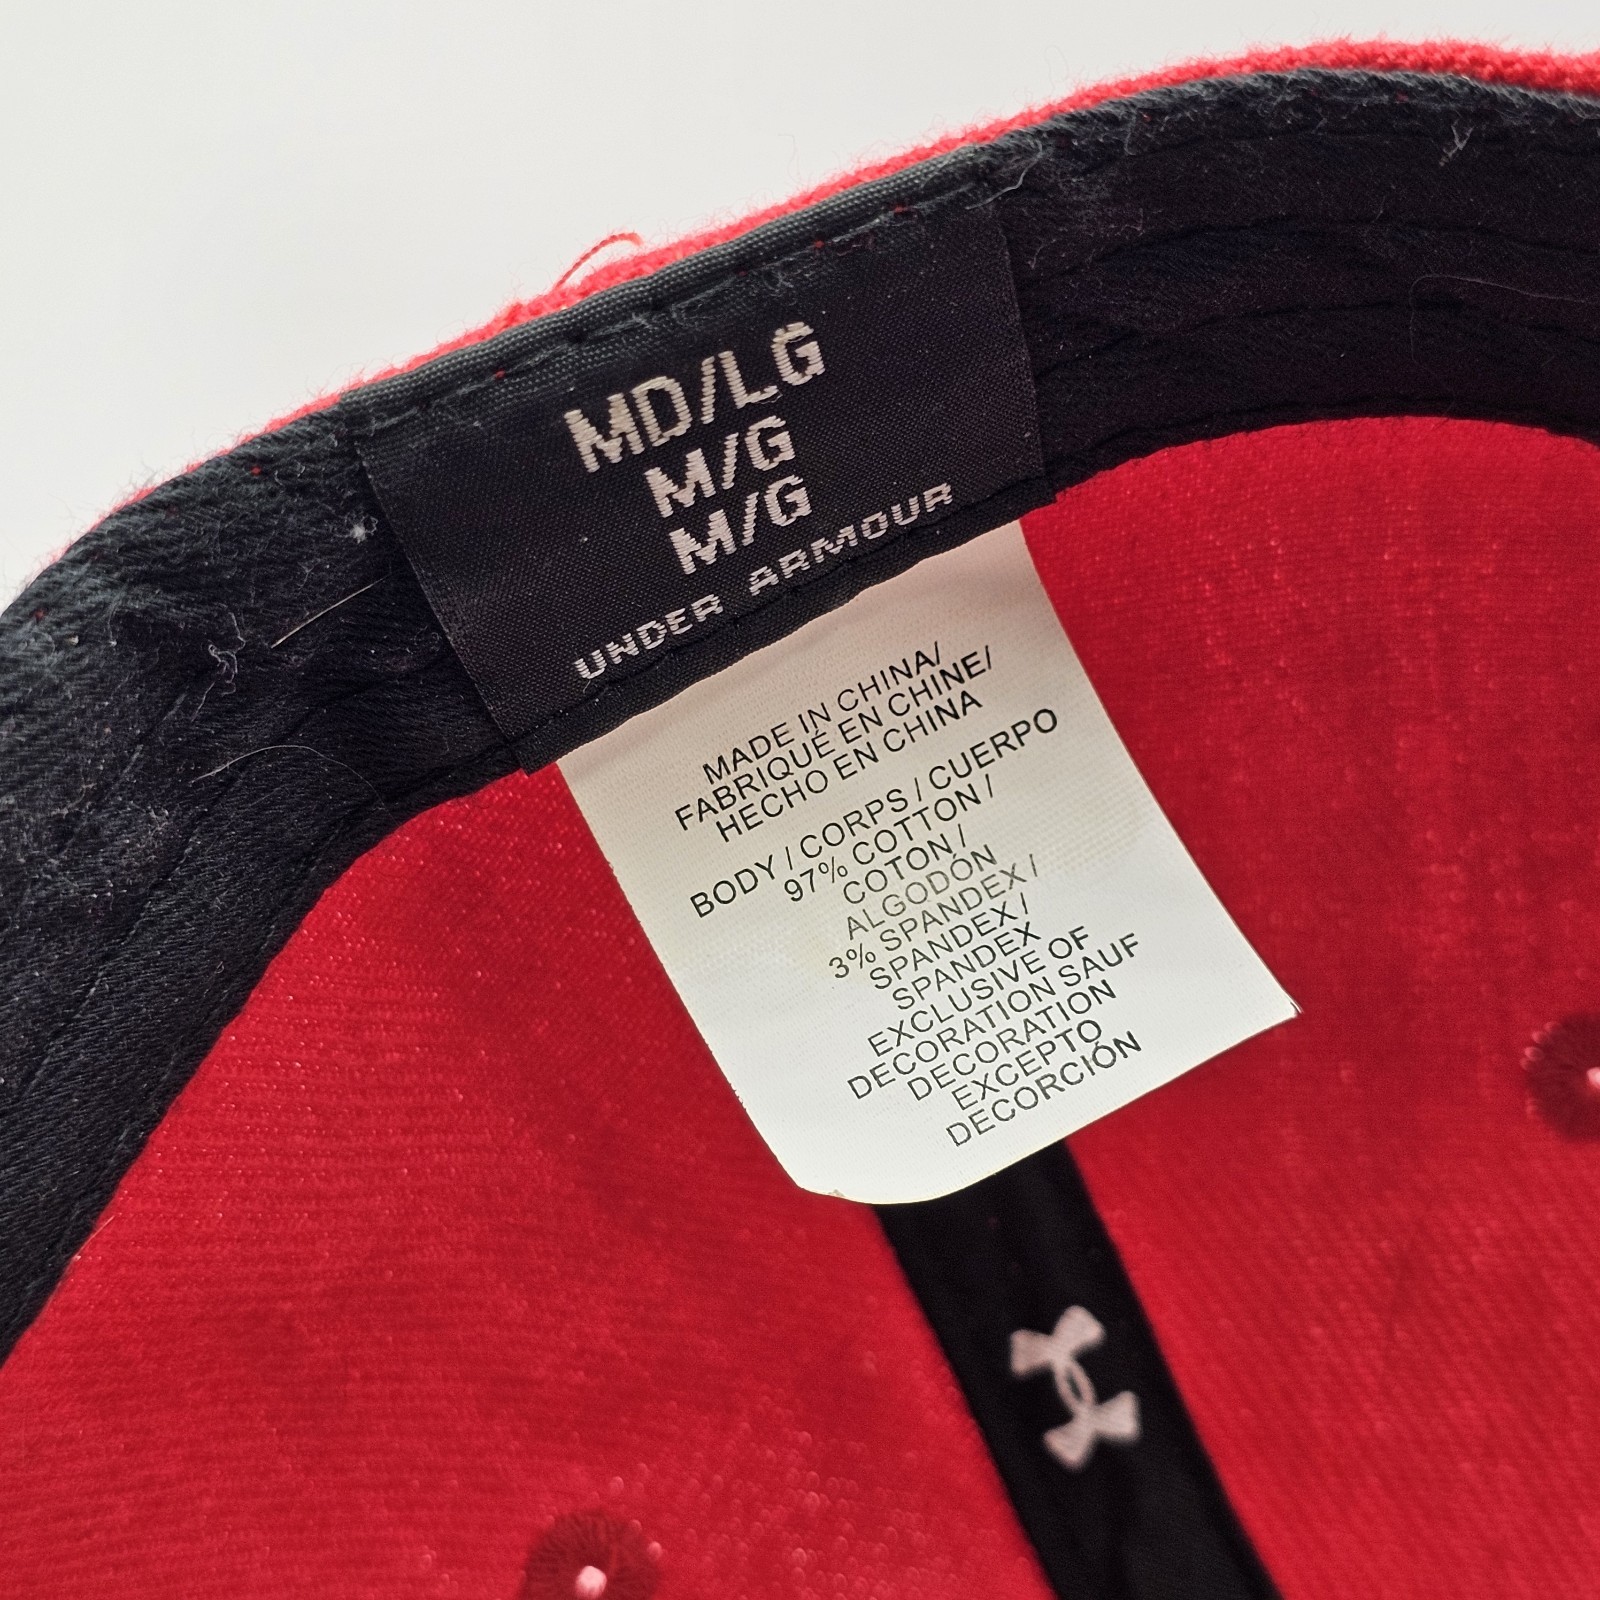 MD/LG
M/G
M/G
UNDER ARMOUR
MADE IN CHINA/
FABRIQUÉ EN CHINE/
HECHO EN CHINA
BODY / CORPS / CUERPO
97% COTTON /
COTON /
ALGODÓN
3% SPANDEX /
SPANDEX /
SPANDEX
EXCLUSIVE OF
DECORATION SAUF
DECORATION
EXCEPTO
DECORCIÓN